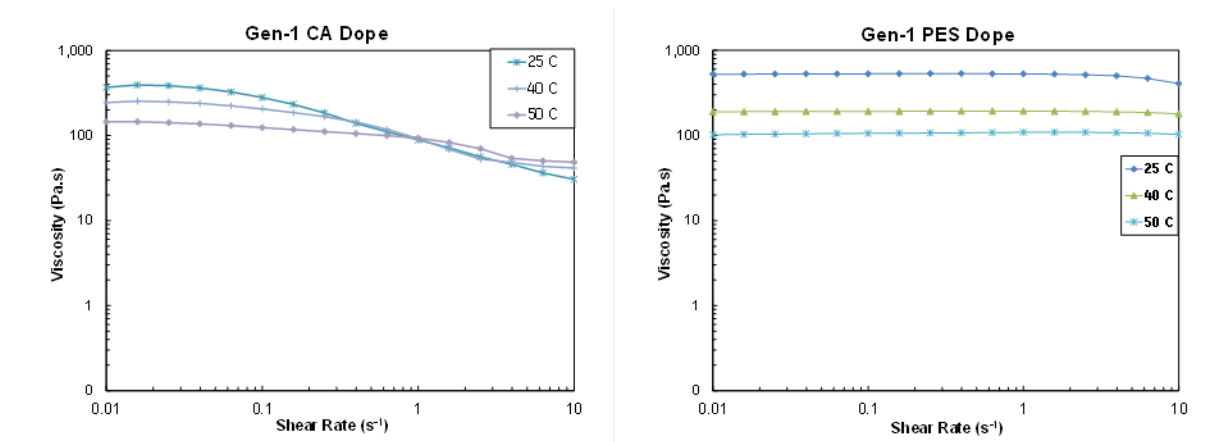 Gen-1 CA Dope
1,000
100
10
1
0
Viscosity (Pa.s)
25 C
40 C
50 C
0.01
0.1
1
10
Shear Rate (s⁻¹)
Gen-1 PES Dope
1,000
100
10
1
0
Viscosity (Pa.s)
25 C
40 C
50 C
0.01
0.1
1
10
Shear Rate (s⁻¹)